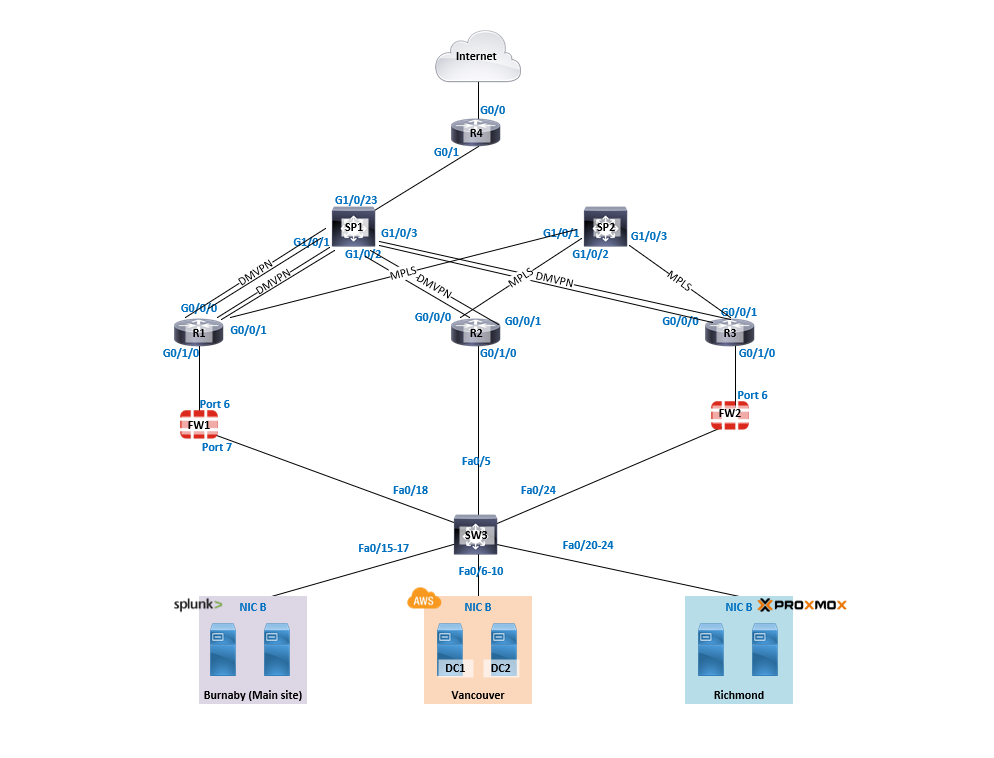 Internet
G0/0
R4
G0/1
G1/0/23
SP1
SP2
G1/0/1
G1/0/3
G1/0/1
G1/0/3
G1/0/2
G1/0/2
DMVPN
DMVPN
MPLS
DMVPN
MPLS
DMVPN
MPLS
G0/0/0
R1
G0/0/1
G0/0/0
R2
G0/0/1
G0/0/0
G0/0/1
R3
G0/1/0
G0/1/0
G0/1/0
Port 6
FW1
Port 7
Port 6
FW2
Fa0/5
Fa0/18
Fa0/24
SW3
Fa0/15-17
Fa0/6-10
Fa0/20-24
splunk>
NIC B
AWS
NIC B
NIC B
PROXMOX
DC1
DC2
Burnaby (Main site)
Vancouver
Richmond